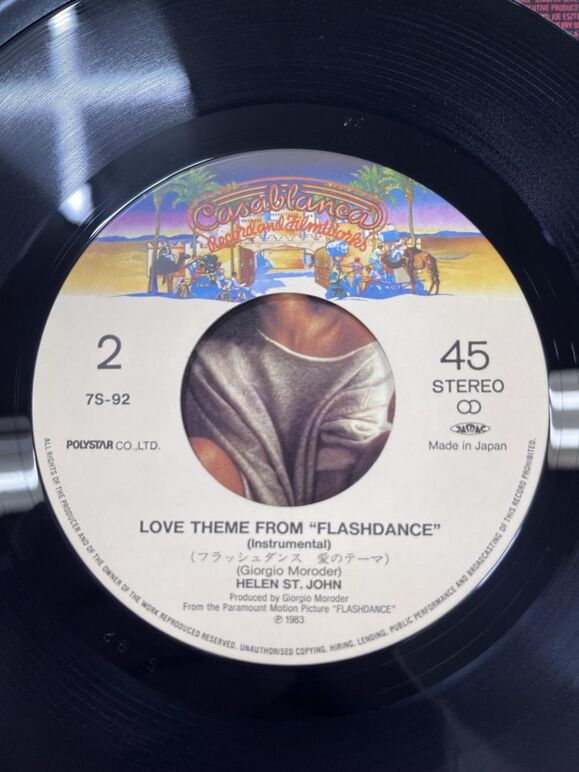 Casablanca
Record and FilmWorks
2
7S-92
POLYSTAR CO.,LTD.
45
STEREO
JASRAC
Made in Japan
LOVE THEME FROM “FLASHDANCE”
(Instrumental)
(フラッシュダンス 愛のテーマ)
(Giorgio Moroder)
HELEN ST. JOHN
Produced by Giorgio Moroder
From the Paramount Motion Picture “FLASHDANCE”
℗ 1983
ALL RIGHTS OF THE PRODUCER AND OF THE OWNER OF THE WORK REPRODUCED RESERVED. UNAUTHORISED COPYING, HIRING, LENDING, PUBLIC PERFORMANCE AND BROADCASTING OF THIS RECORD PROHIBITED.